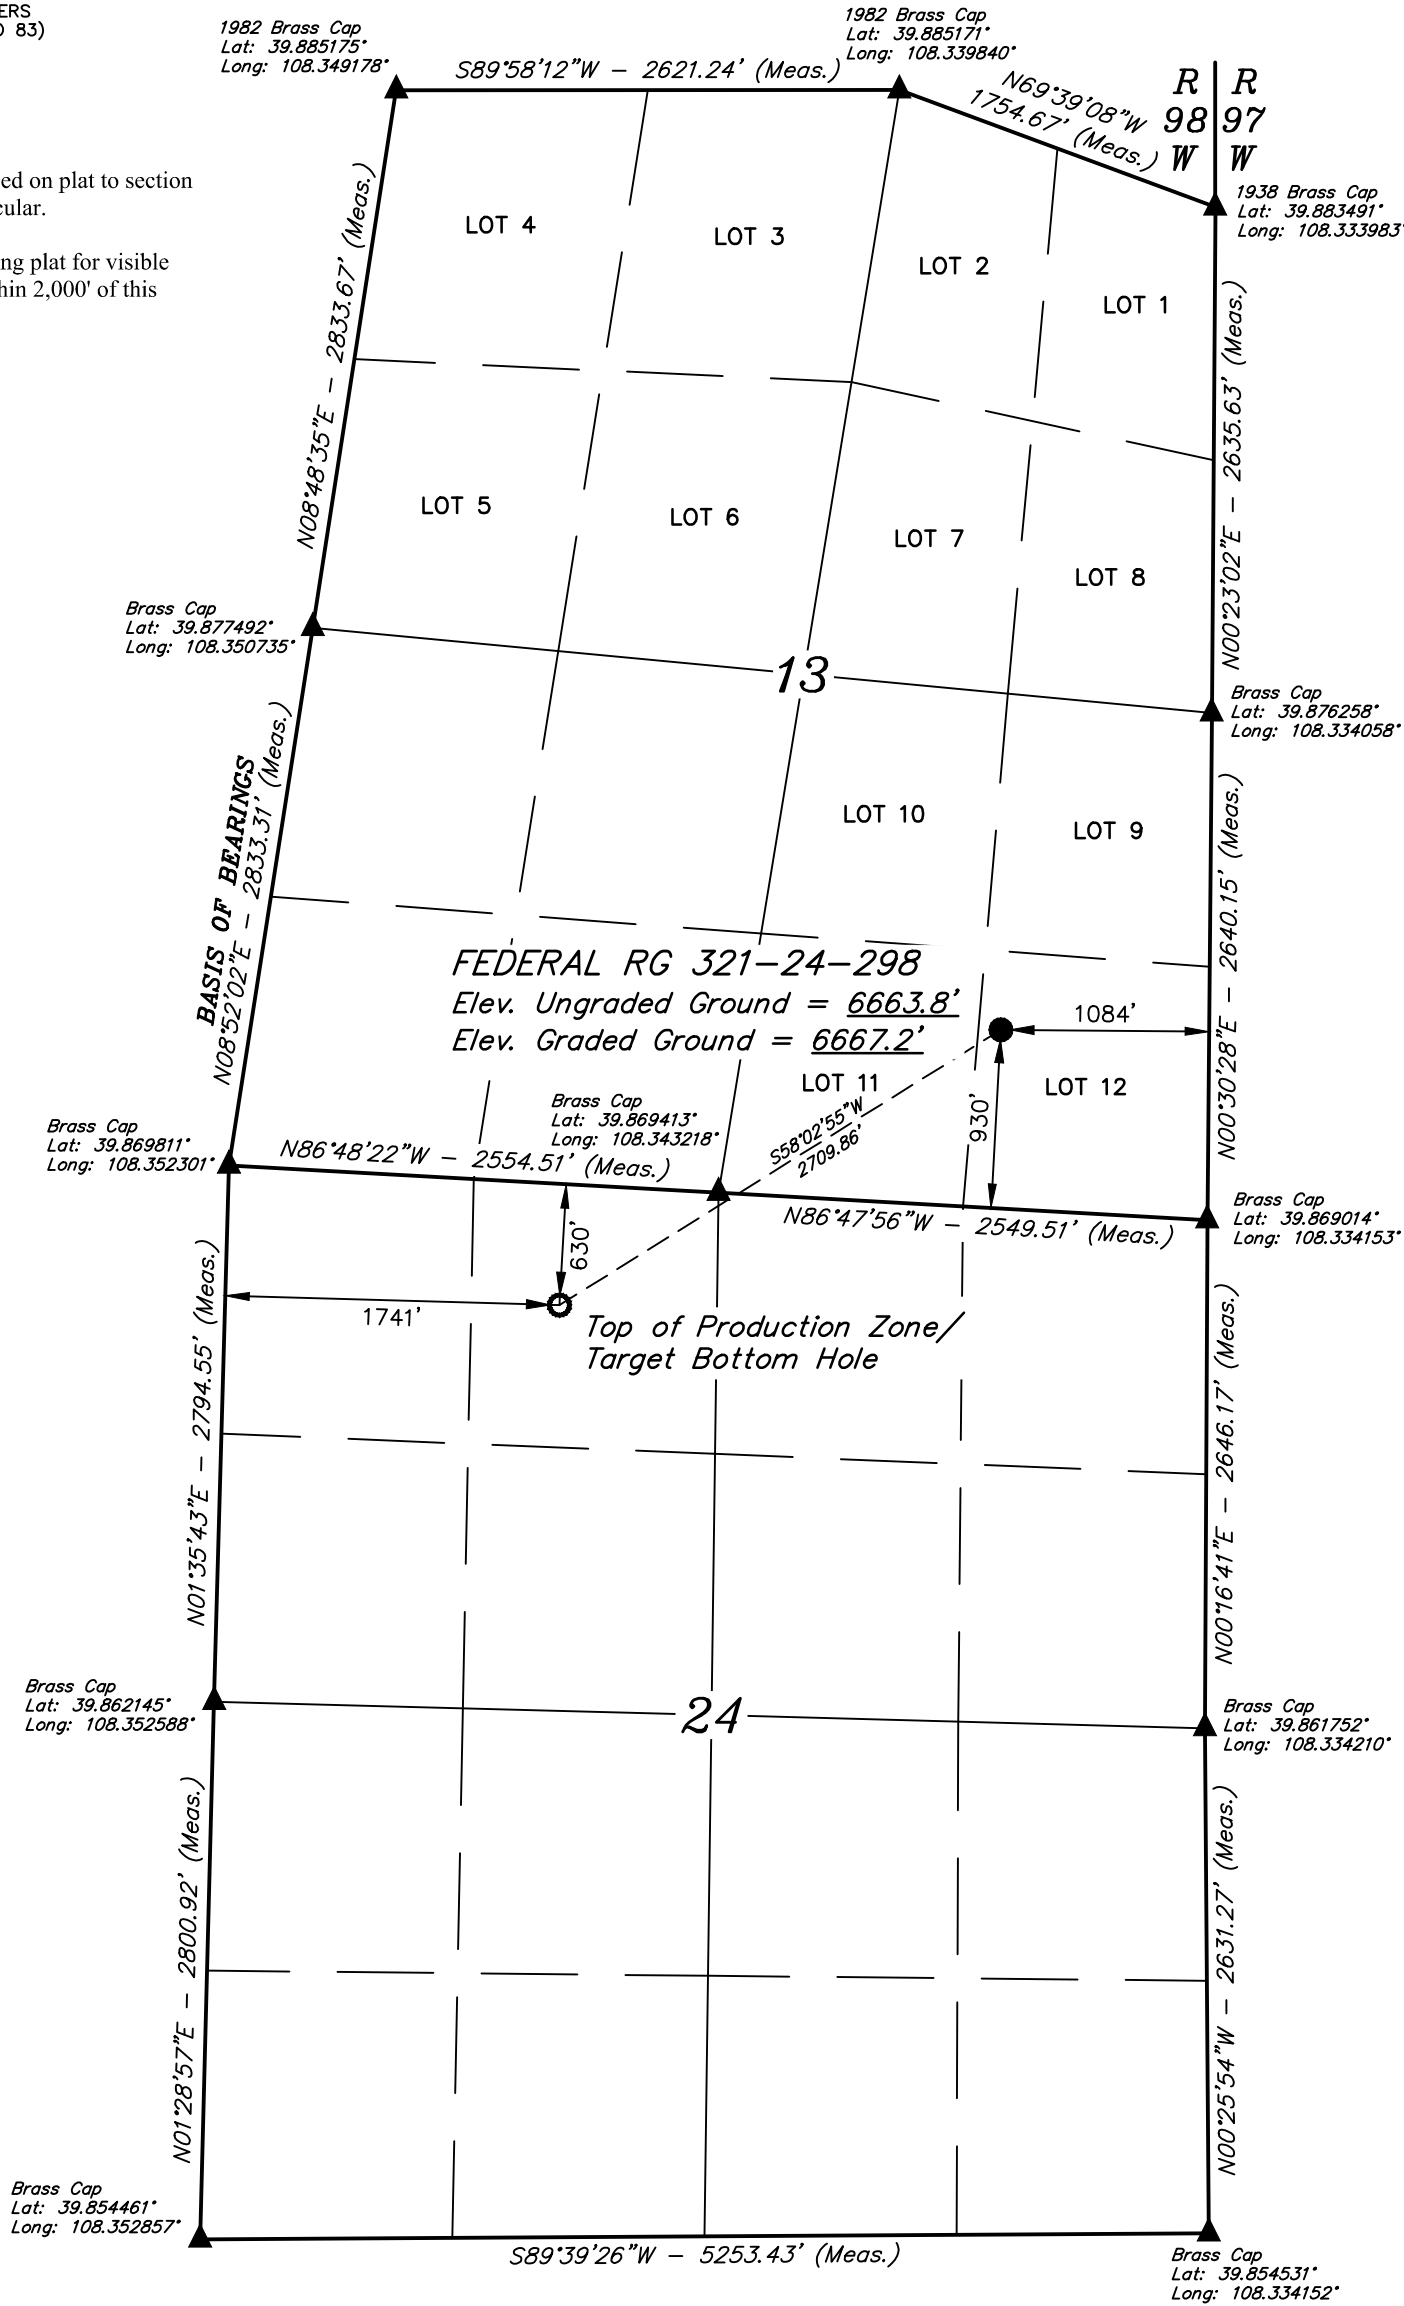 ERS
83)
1982 Brass Cap
Lat: 39.885175°
Long: 108.349178°
S89°58'12"W - 2621.24' (Meas.)
1982 Brass Cap
Lat: 39.885171°
Long: 108.339840°
N69°39'08"W
1754.67' (Meas.)
R R
98 97
W W
1938 Brass Cap
Lat: 39.883491°
Long: 108.333983°
ed on plat to section
cular.
ng plat for visible
hin 2,000' of this
LOT 4
LOT 3
LOT 2
LOT 1
N08°48'35"E - 2833.67' (Meas.)
N00°23'02"E - 2635.63' (Meas.)
LOT 5
LOT 6
LOT 7
LOT 8
Brass Cap
Lat: 39.877492°
Long: 108.350735°
13
Brass Cap
Lat: 39.876258°
Long: 108.334058°
BASIS OF BEARINGS
N08°52'02"E - 2833.31' (Meas.)
LOT 10
LOT 9
N00°30'28"E - 2640.15' (Meas.)
FEDERAL RG 321-24-298
Elev. Ungraded Ground = 6663.8'
Elev. Graded Ground = 6667.2'
1084'
LOT 11
LOT 12
930'
S58°02'55"W
2709.86'
Brass Cap
Lat: 39.869413°
Long: 108.343218°
Brass Cap
Lat: 39.869811°
Long: 108.352301°
N86°48'22"W - 2554.51' (Meas.)
N86°47'56"W - 2549.51' (Meas.)
Brass Cap
Lat: 39.869014°
Long: 108.334153°
630'
1741'
Top of Production Zone/
Target Bottom Hole
N01°35'43"E - 2794.55' (Meas.)
N00°16'41"E - 2646.17' (Meas.)
Brass Cap
Lat: 39.862145°
Long: 108.352588°
24
Brass Cap
Lat: 39.861752°
Long: 108.334210°
N01°28'57"E - 2800.92' (Meas.)
N00°25'54"W - 2631.27' (Meas.)
Brass Cap
Lat: 39.854461°
Long: 108.352857°
S89°39'26"W - 5253.43' (Meas.)
Brass Cap
Lat: 39.854531°
Long: 108.334152°